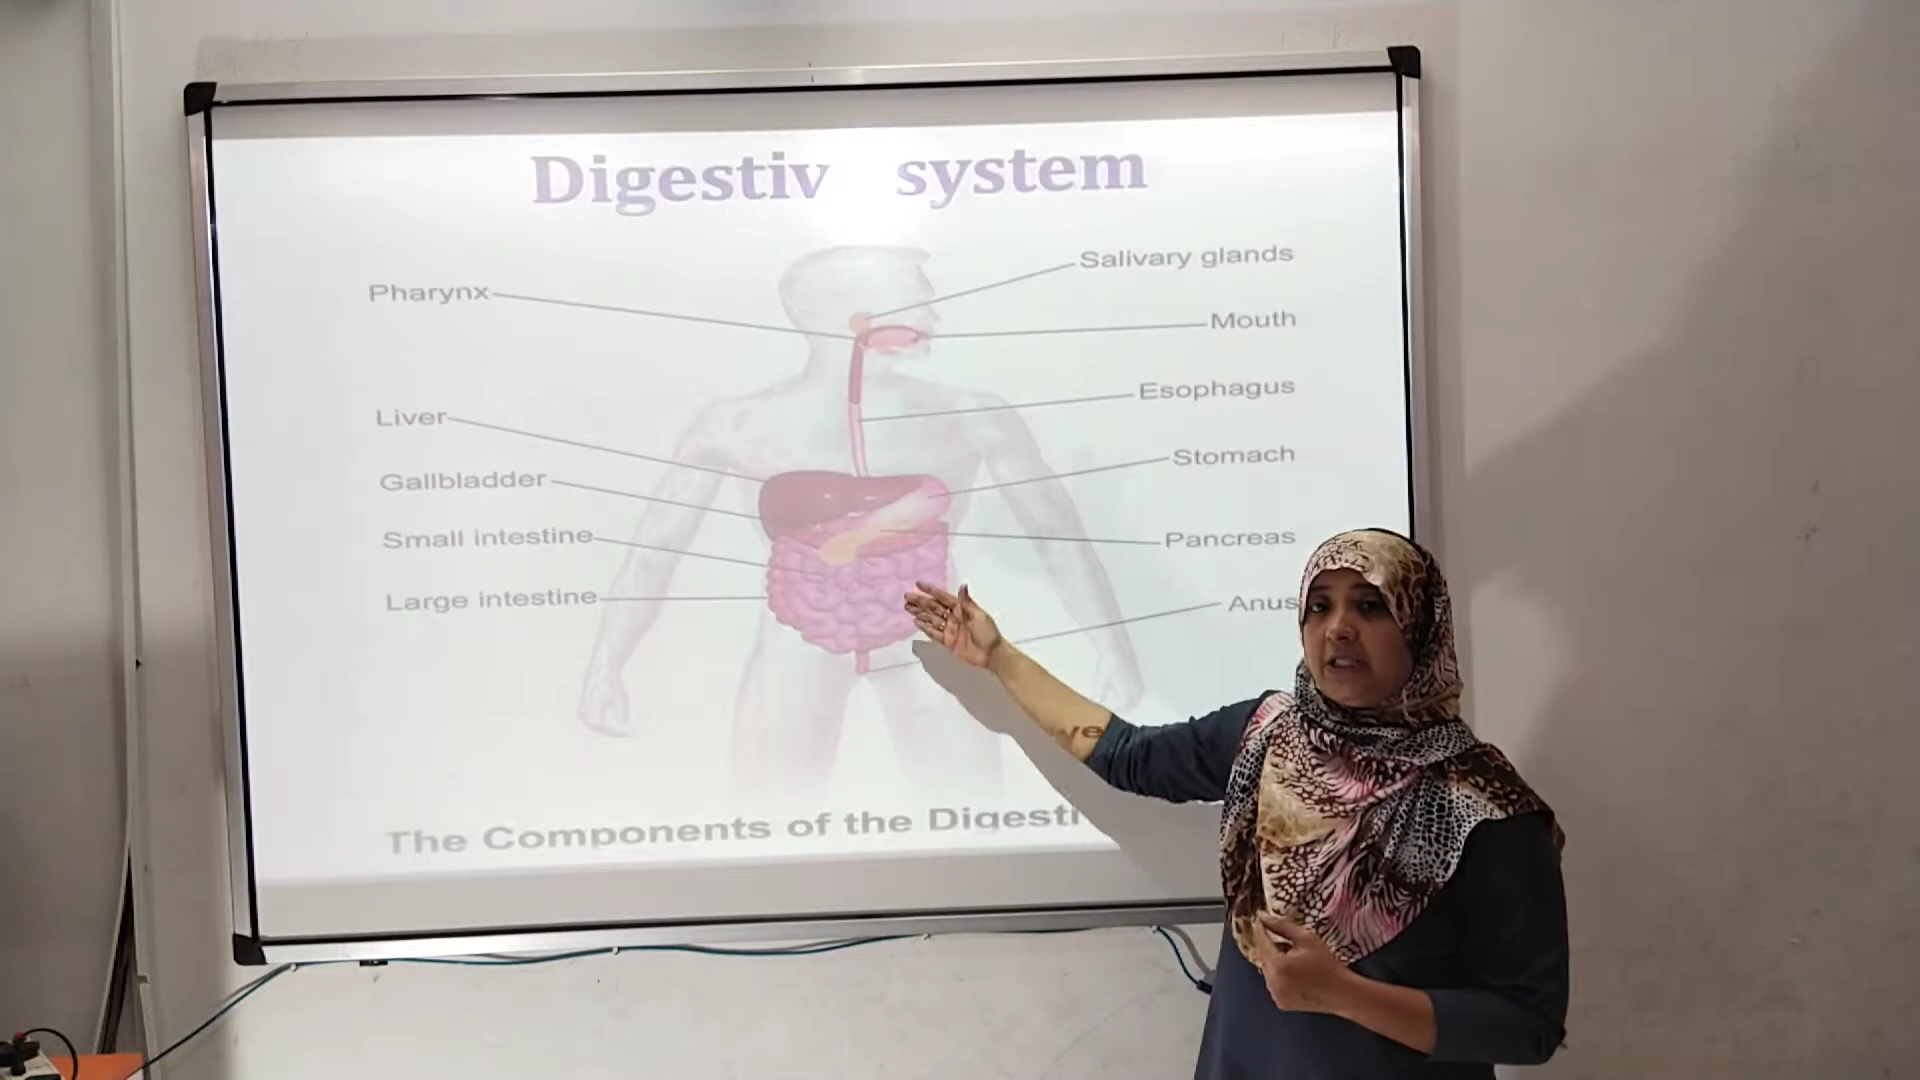 Digestiv system
Salivary glands
Pharynx
Mouth
Esophagus
Liver
Stomach
Gallbladder
Small intestine
Pancreas
Large intestine
Anus
The Components of the Digesti